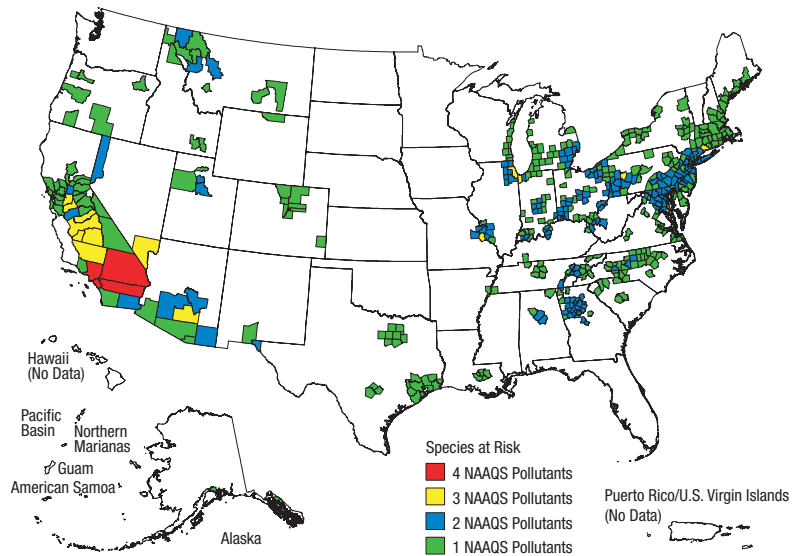 Hawaii
(No Data)
Pacific
Basin
Northern
Marianas
Guam
American Samoa
Alaska
Species at Risk
4 NAAQS Pollutants
3 NAAQS Pollutants
2 NAAQS Pollutants
1 NAAQS Pollutants
Puerto Rico/U.S. Virgin Islands
(No Data)